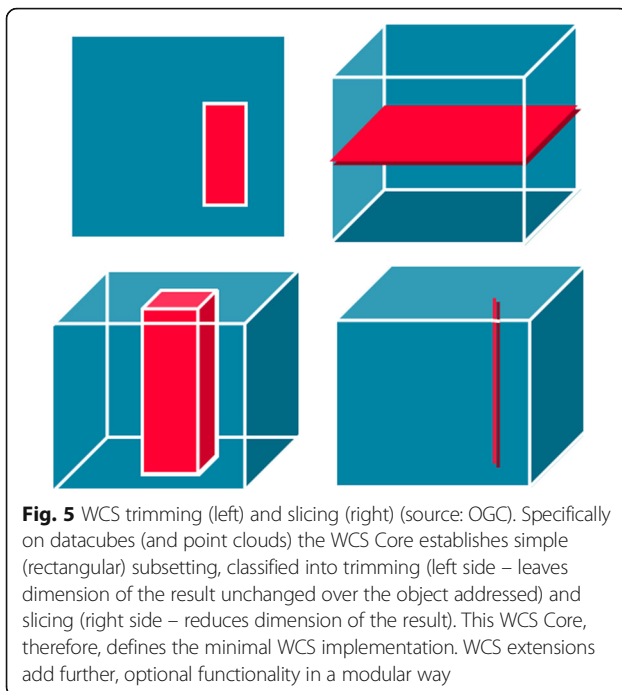 Fig. 5 WCS trimming (left) and slicing (right) (source: OGC). Specifically
on datacubes (and point clouds) the WCS Core establishes simple
(rectangular) subsetting, classified into trimming (left side – leaves
dimension of the result unchanged over the object addressed) and
slicing (right side – reduces dimension of the result). This WCS Core,
therefore, defines the minimal WCS implementation. WCS extensions
add further, optional functionality in a modular way